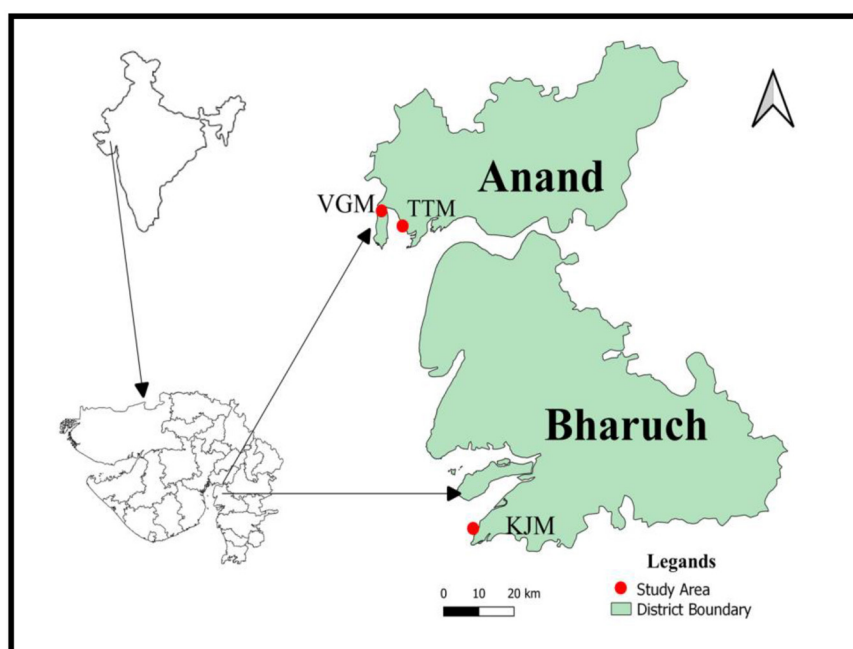 Anand
VGM
TTM
Bharuch
KJM
Legands
Study Area
District Boundary
0 10 20 km